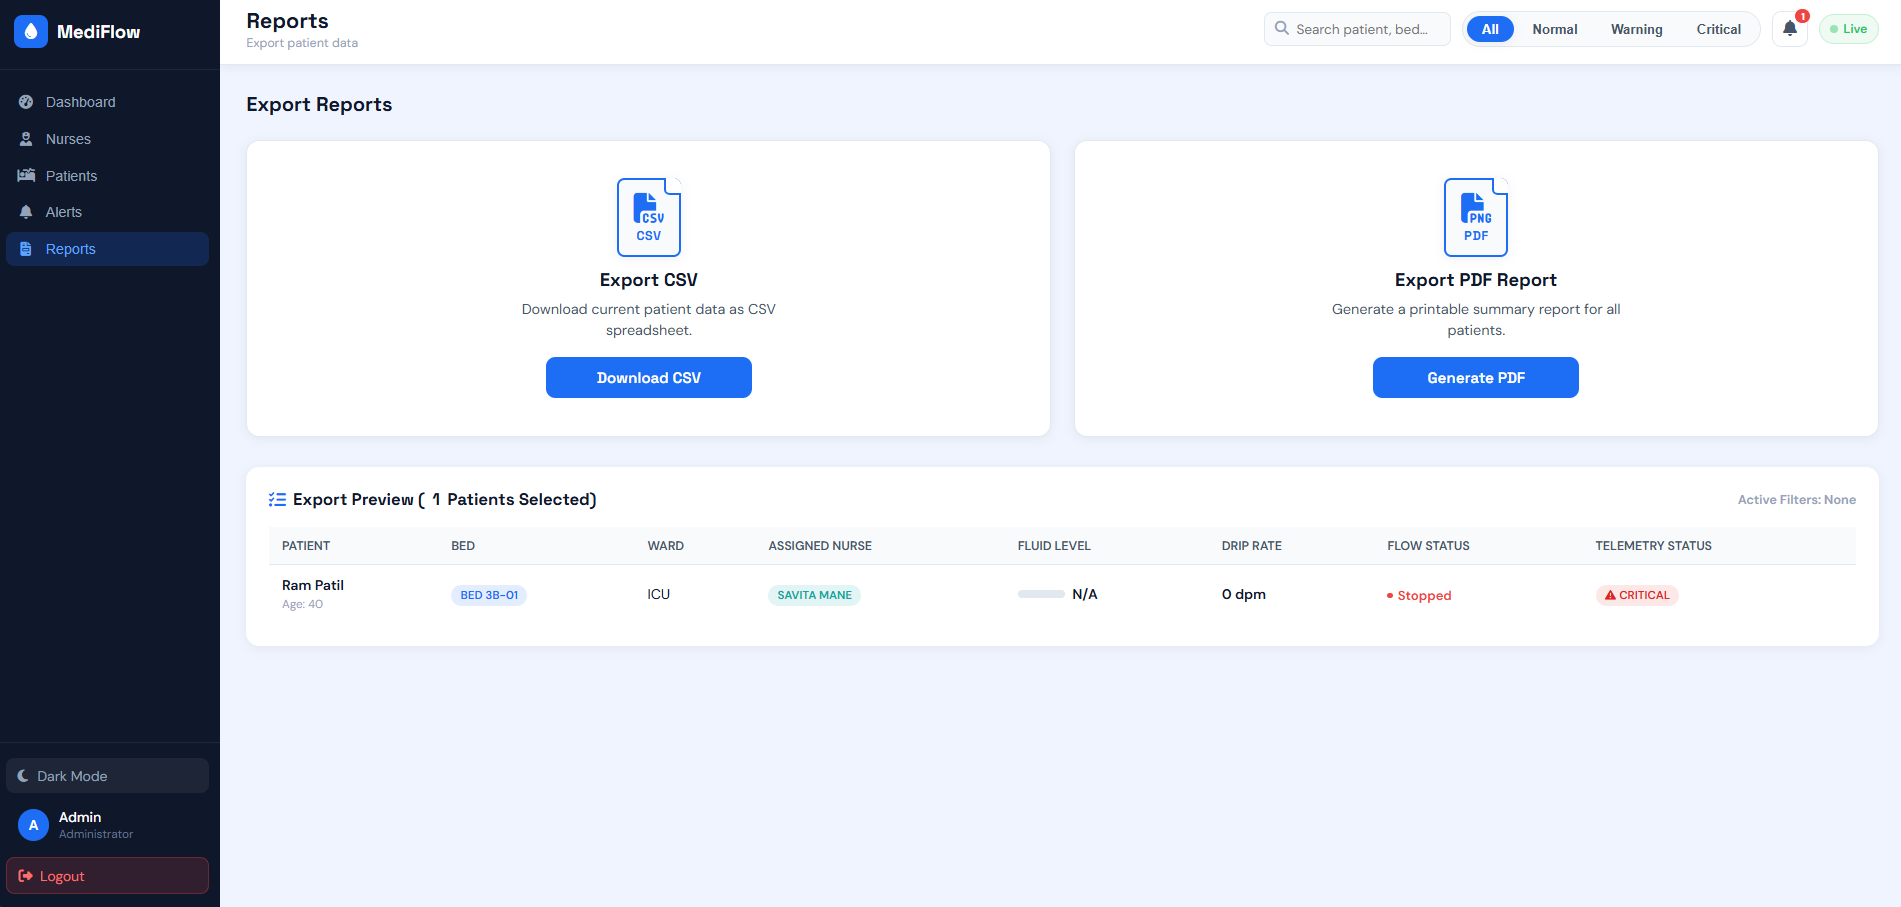 MediFlow
Dashboard
Nurses
Patients
Alerts
Reports
Dark Mode
A
Admin
Administrator
Logout
Reports
Export patient data
Search patient, bed...
All Normal Warning Critical
1
Live
Export Reports
CSV
CSV
Export CSV
Download current patient data as CSV
spreadsheet.
Download CSV
PNG
PDF
Export PDF Report
Generate a printable summary report for all
patients.
Generate PDF
Export Preview ( 1 Patients Selected)
Active Filters: None
PATIENT BED WARD ASSIGNED NURSE FLUID LEVEL DRIP RATE FLOW STATUS TELEMETRY STATUS
Ram Patil
Age: 40
BED 3B-01 ICU SAVITA MANE N/A 0 dpm Stopped CRITICAL